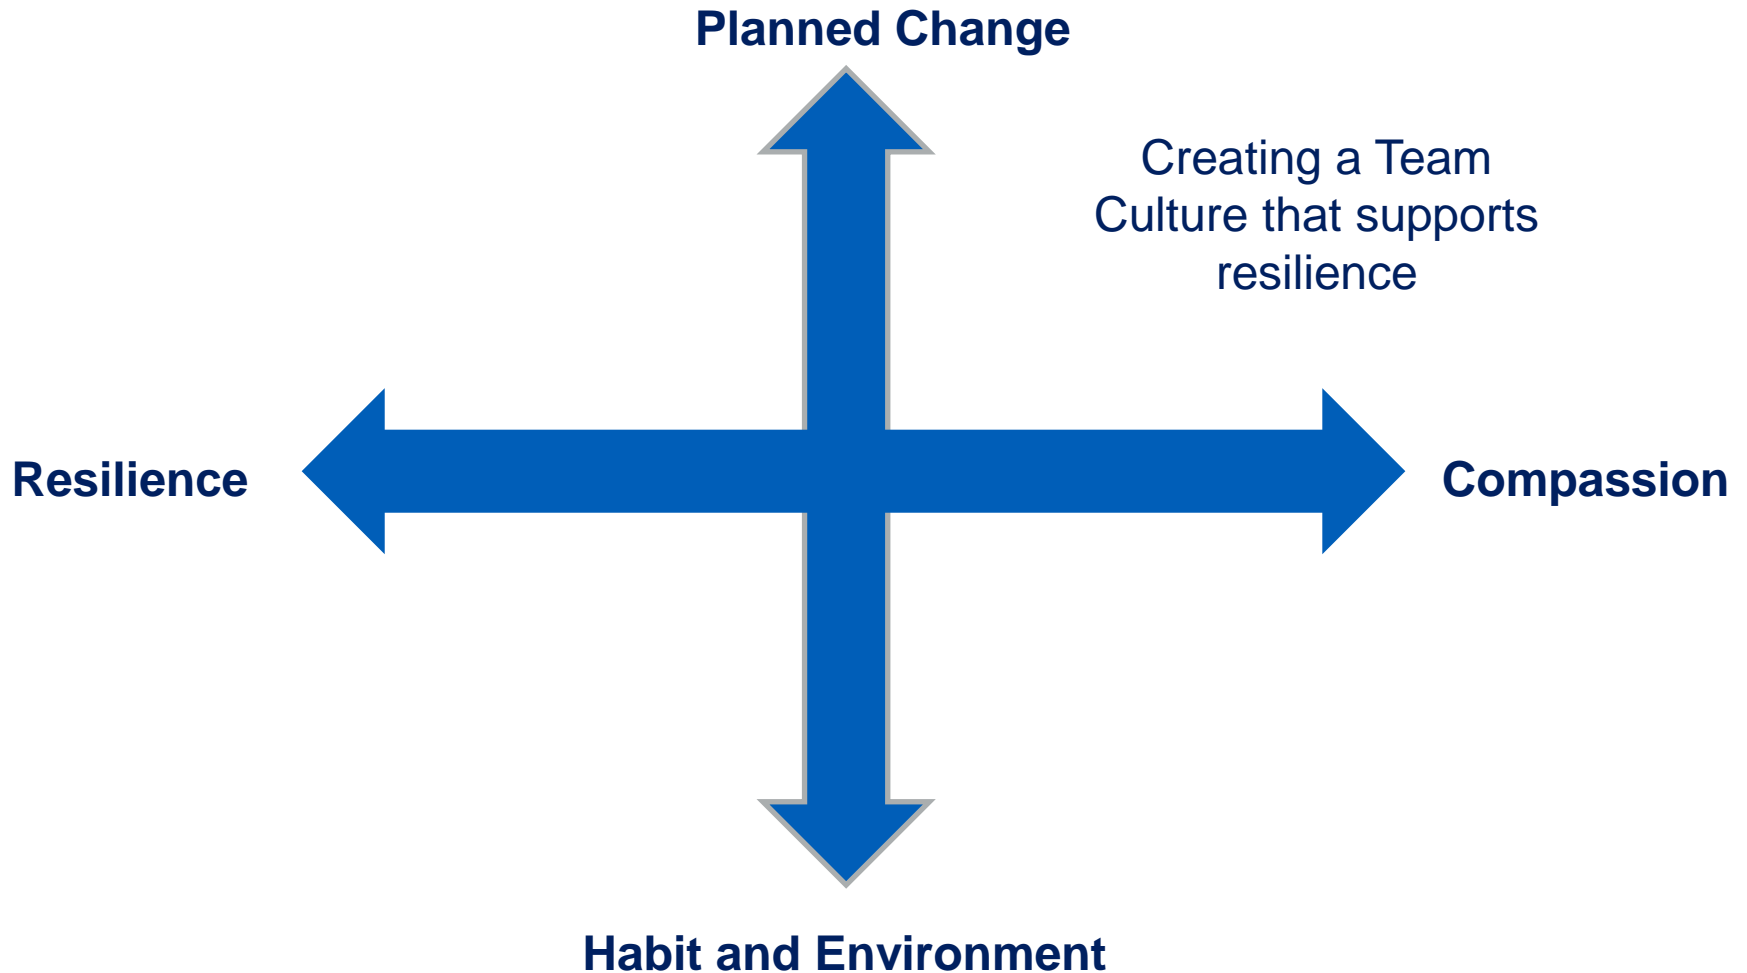 Planned Change
Creating a Team
Culture that supports
resilience
Resilience
Compassion
Habit and Environment